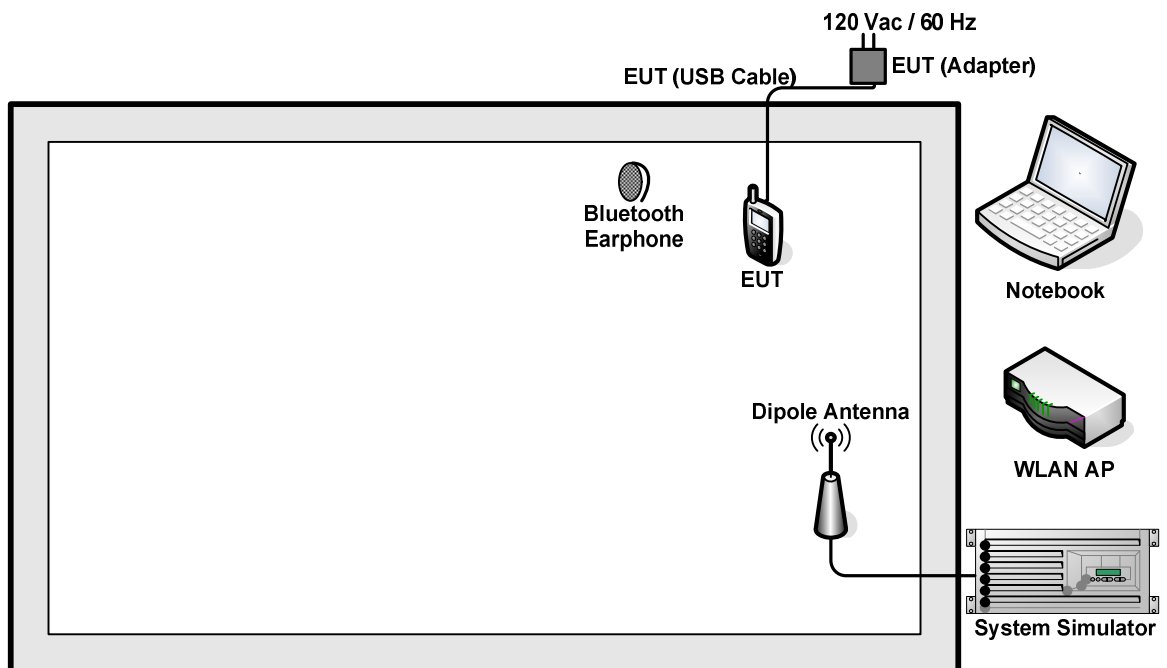 120 Vac / 60 Hz
EUT (Adapter)
EUT (USB Cable)
Bluetooth
Earphone
EUT
Notebook
Dipole Antenna
WLAN AP
System Simulator